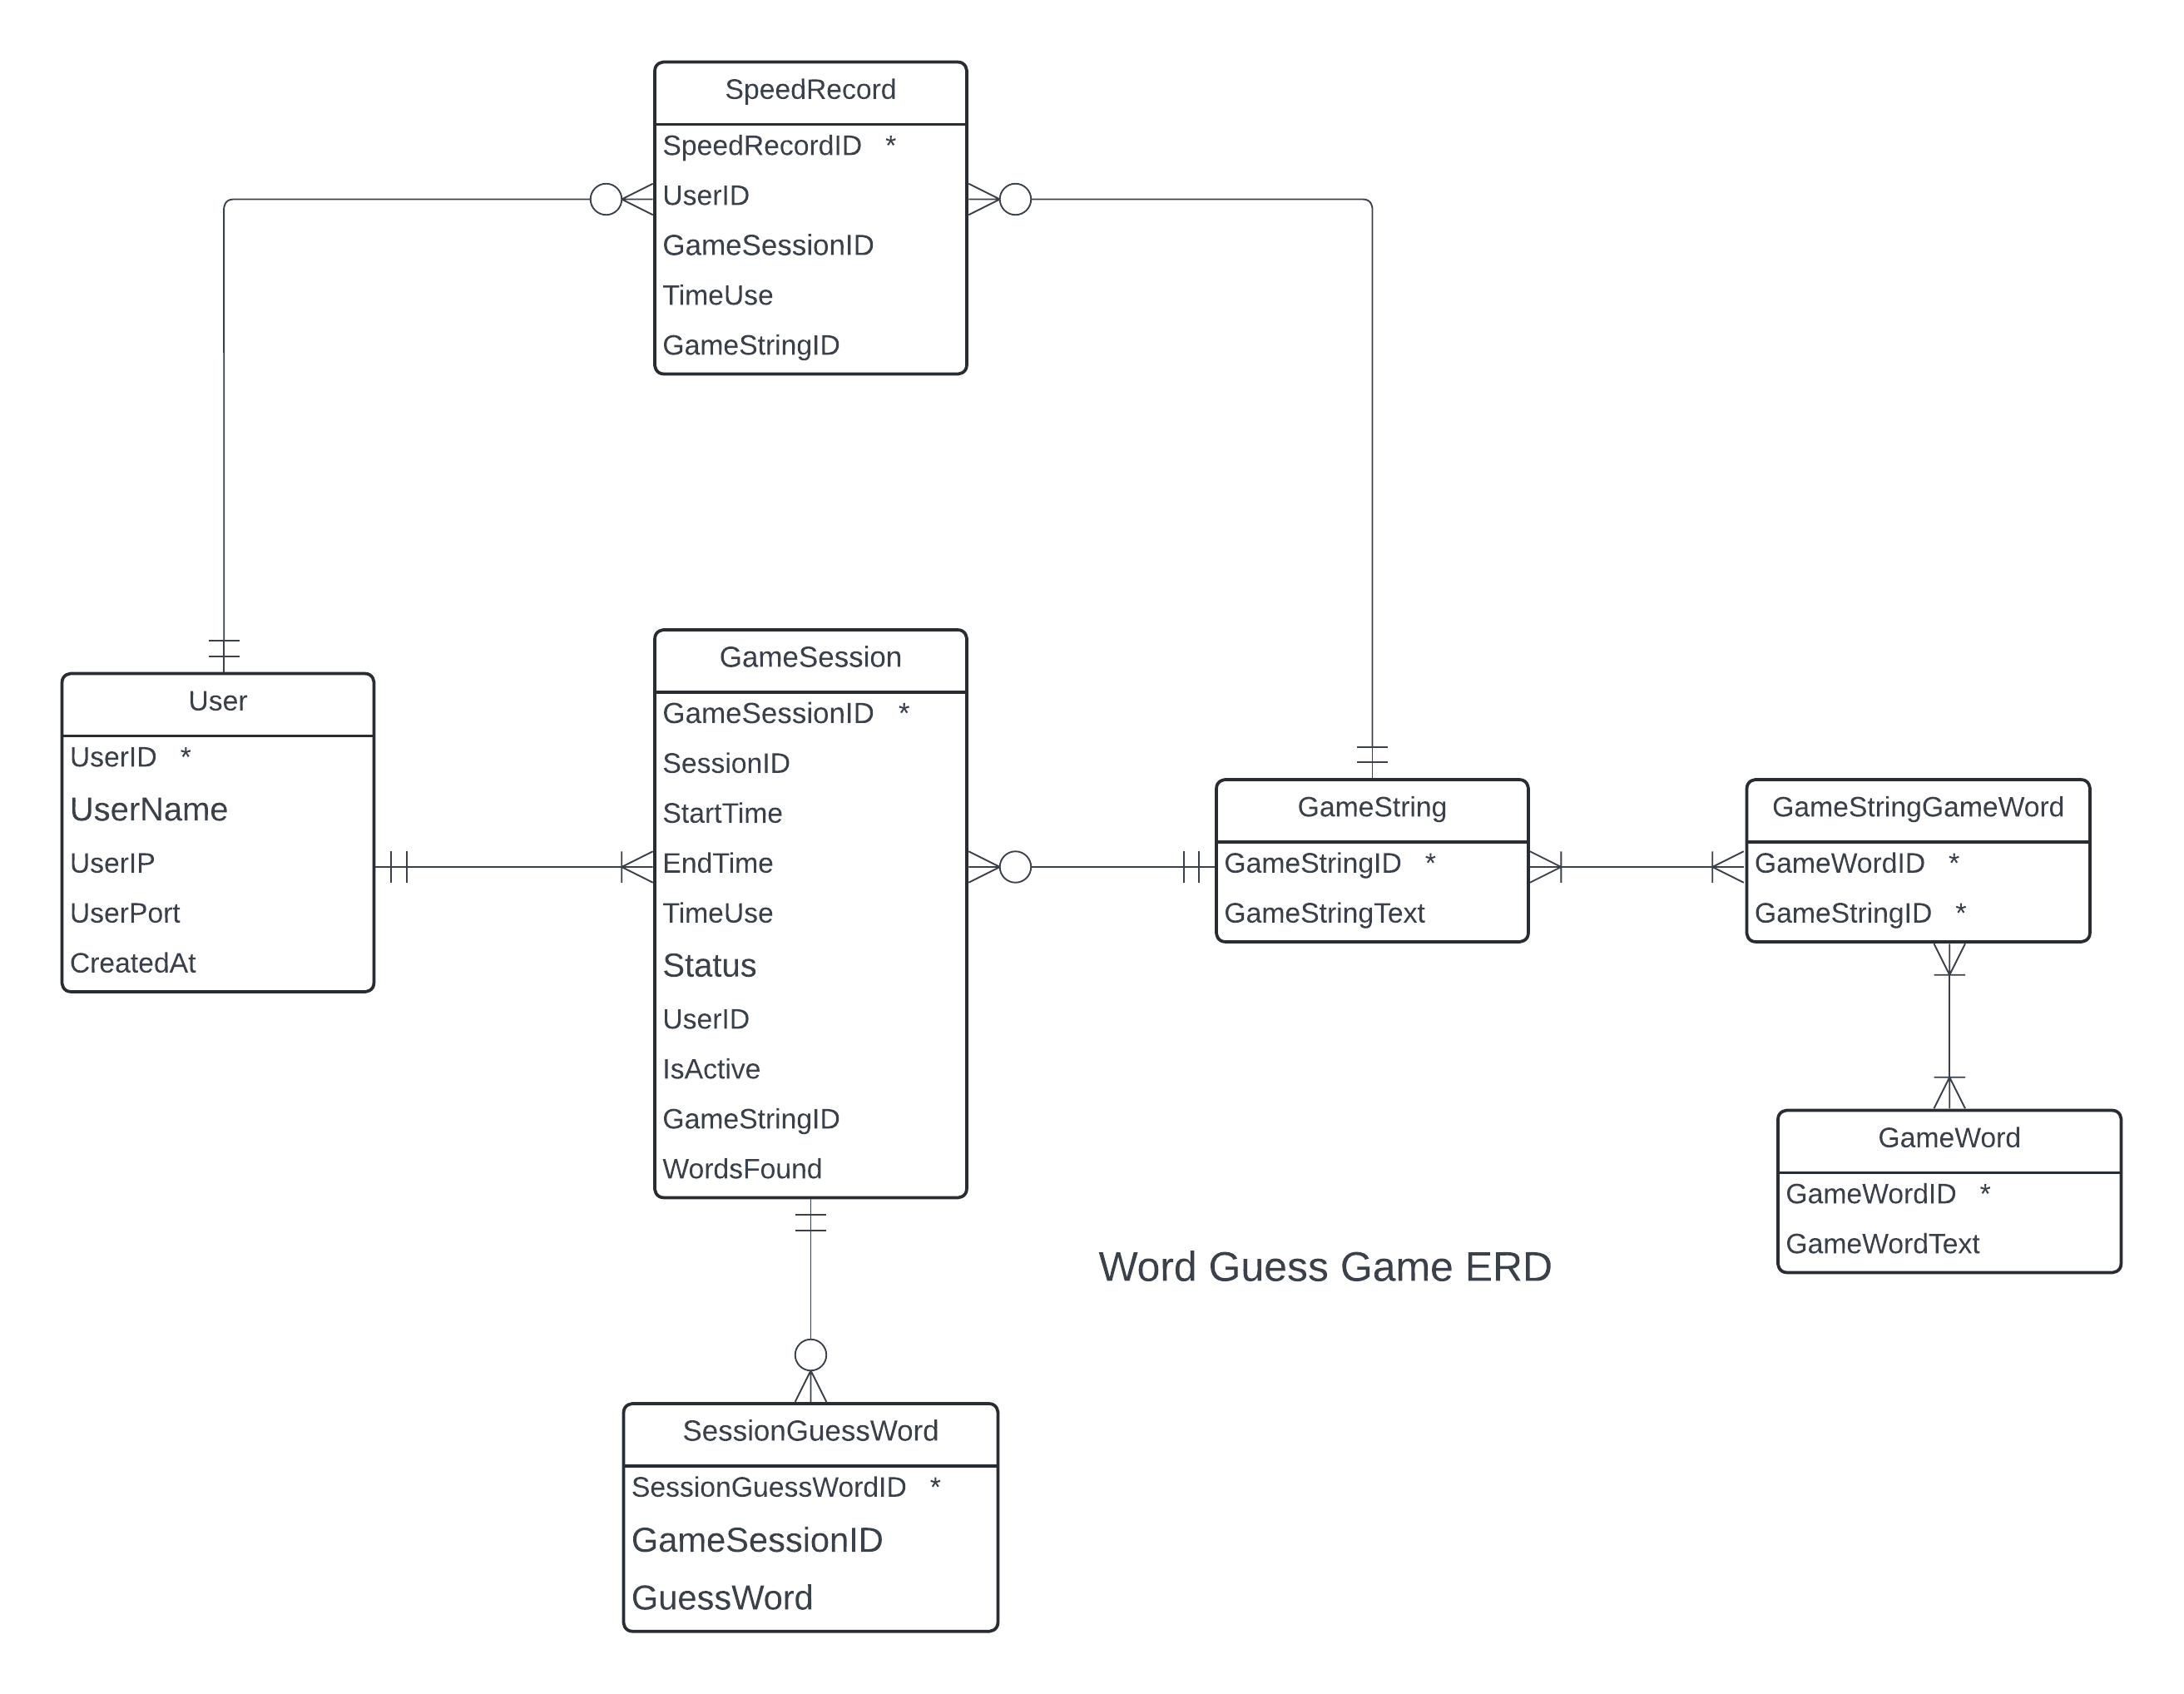 SpeedRecord
SpeedRecordID *
UserID
GameSessionID
TimeUse
GameStringID
User
UserID *
UserName
UserIP
UserPort
CreatedAt
GameSession
GameSessionID *
SessionID
StartTime
EndTime
TimeUse
Status
UserID
IsActive
GameStringID
WordsFound
GameString
GameStringID *
GameStringText
GameStringGameWord
GameWordID *
GameStringID *
GameWord
GameWordID *
GameWordText
Word Guess Game ERD
SessionGuessWord
SessionGuessWordID *
GameSessionID
GuessWord